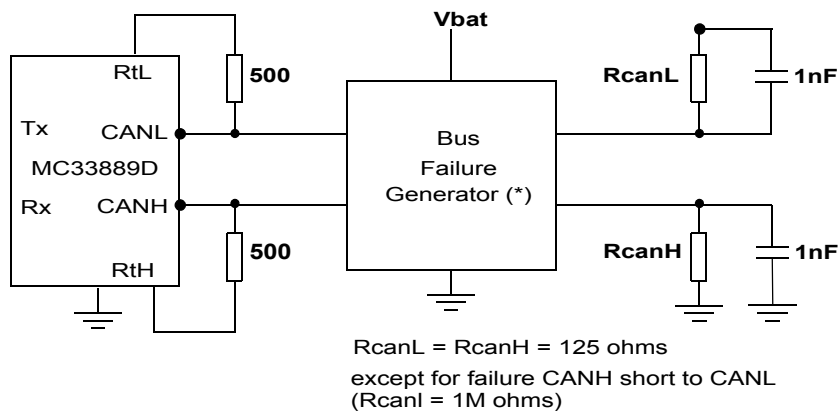 Vbat
RtL
500
RcanL
1nF
Tx
CANL
MC33889D
Rx
CANH
RtH
500
Bus
Failure
Generator (*)
RcanH
1nF
RcanL = RcanH = 125 ohms
except for failure CANH short to CANL
(Rcanl = 1M ohms)